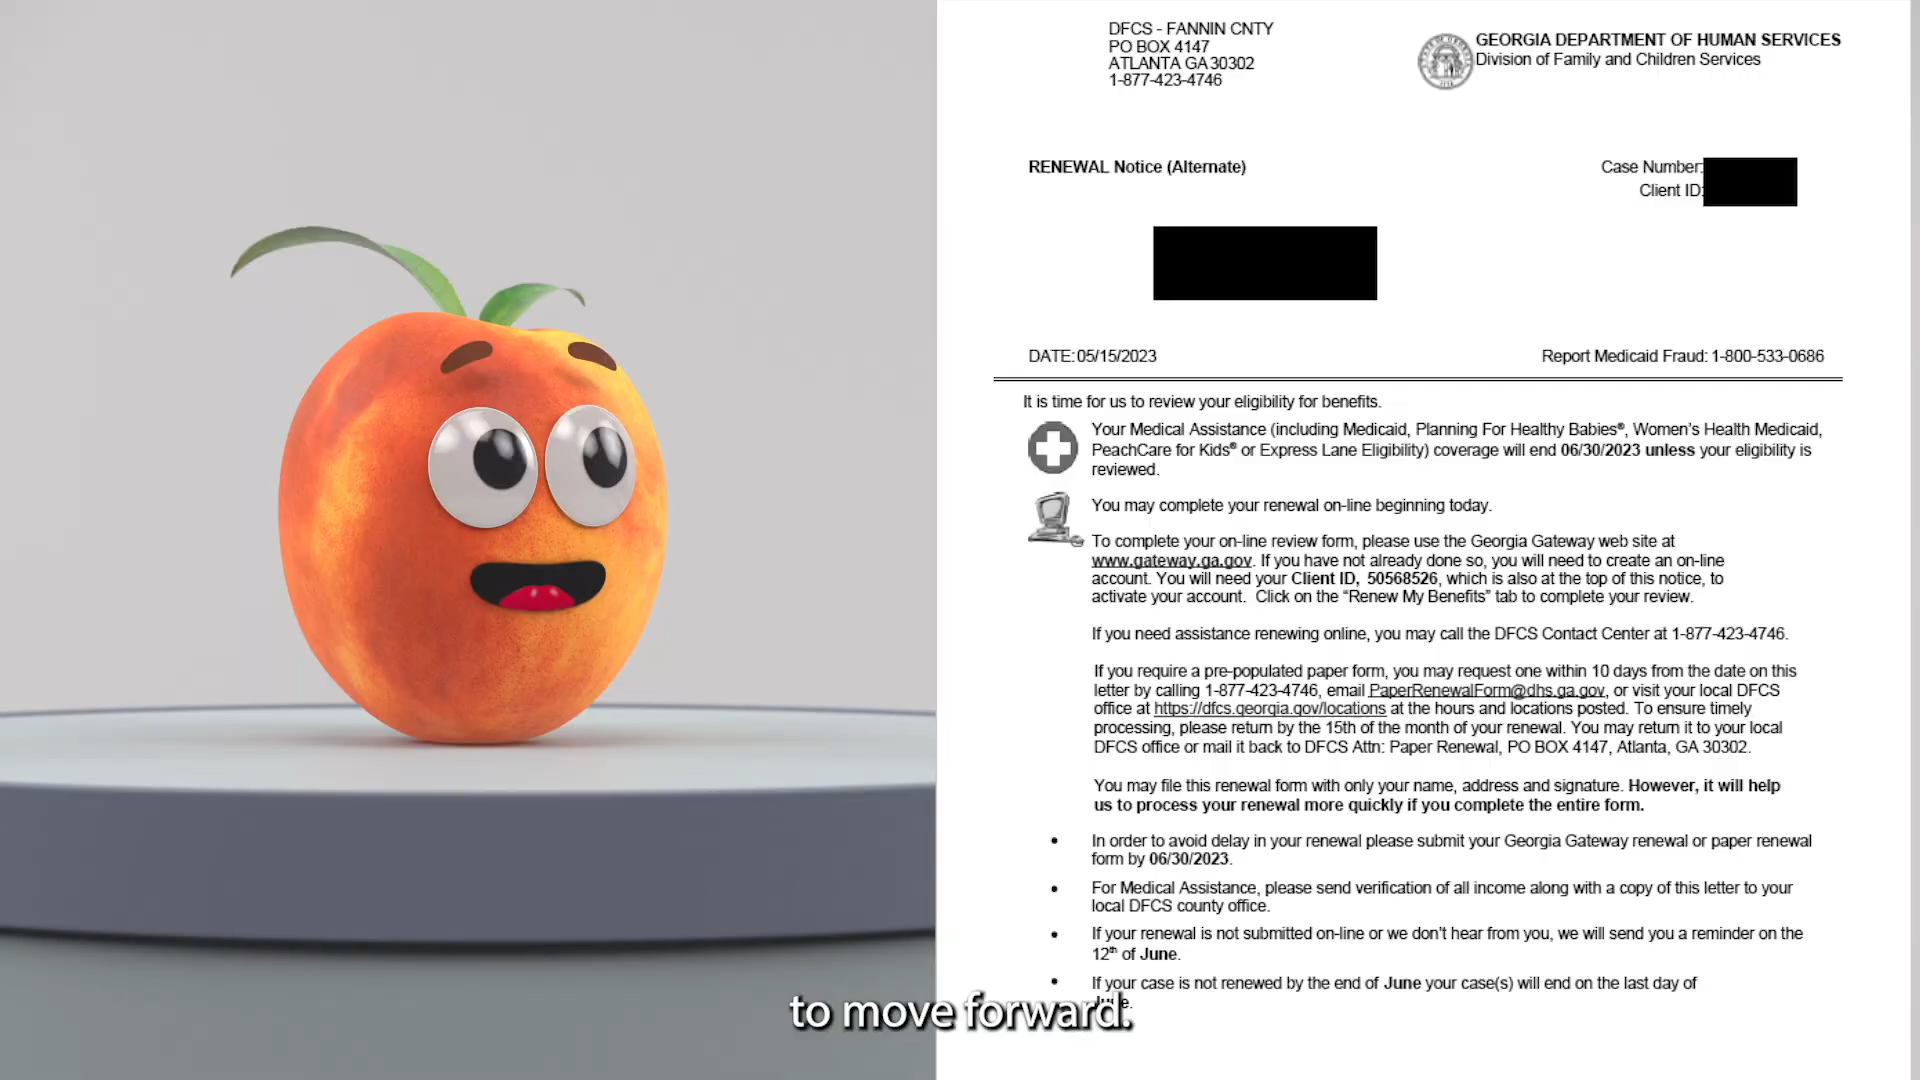 DFCS - FANNIN CNTY
PO BOX 4147
ATLANTA GA 30302
1-877-423-4746
GEORGIA DEPARTMENT OF HUMAN SERVICES
Division of Family and Children Services
RENEWAL Notice (Alternate)
Case Number:
Client ID:
DATE: 05/15/2023
Report Medicaid Fraud: 1-800-533-0686
It is time for us to review your eligibility for benefits.
Your Medical Assistance (including Medicaid, Planning For Healthy Babies®, Women's Health Medicaid,
PeachCare for Kids® or Express Lane Eligibility) coverage will end 06/30/2023 unless your eligibility is
reviewed.
You may complete your renewal on-line beginning today.
To complete your on-line review form, please use the Georgia Gateway web site at
www.gateway.ga.gov. If you have not already done so, you will need to create an on-line
account. You will need your Client ID, 50568526, which is also at the top of this notice, to
activate your account. Click on the “Renew My Benefits” tab to complete your review.
If you need assistance renewing online, you may call the DFCS Contact Center at 1-877-423-4746.
If you require a pre-populated paper form, you may request one within 10 days from the date on this
letter by calling 1-877-423-4746, email PaperRenewalForm@dhs.ga.gov, or visit your local DFCS
office at https://dfcs.georgia.gov/locations at the hours and locations posted. To ensure timely
processing, please return by the 15th of the month of your renewal. You may return it to your local
DFCS office or mail it back to DFCS Attn: Paper Renewal, PO BOX 4147, Atlanta, GA 30302.
You may file this renewal form with only your name, address and signature. However, it will help
us to process your renewal more quickly if you complete the entire form.
• In order to avoid delay in your renewal please submit your Georgia Gateway renewal or paper renewal
form by 06/30/2023.
• For Medical Assistance, please send verification of all income along with a copy of this letter to your
local DFCS county office.
• If your renewal is not submitted on-line or we don't hear from you, we will send you a reminder on the
12th of June.
• If your case is not renewed by the end of June your case(s) will end on the last day of
to move forward.